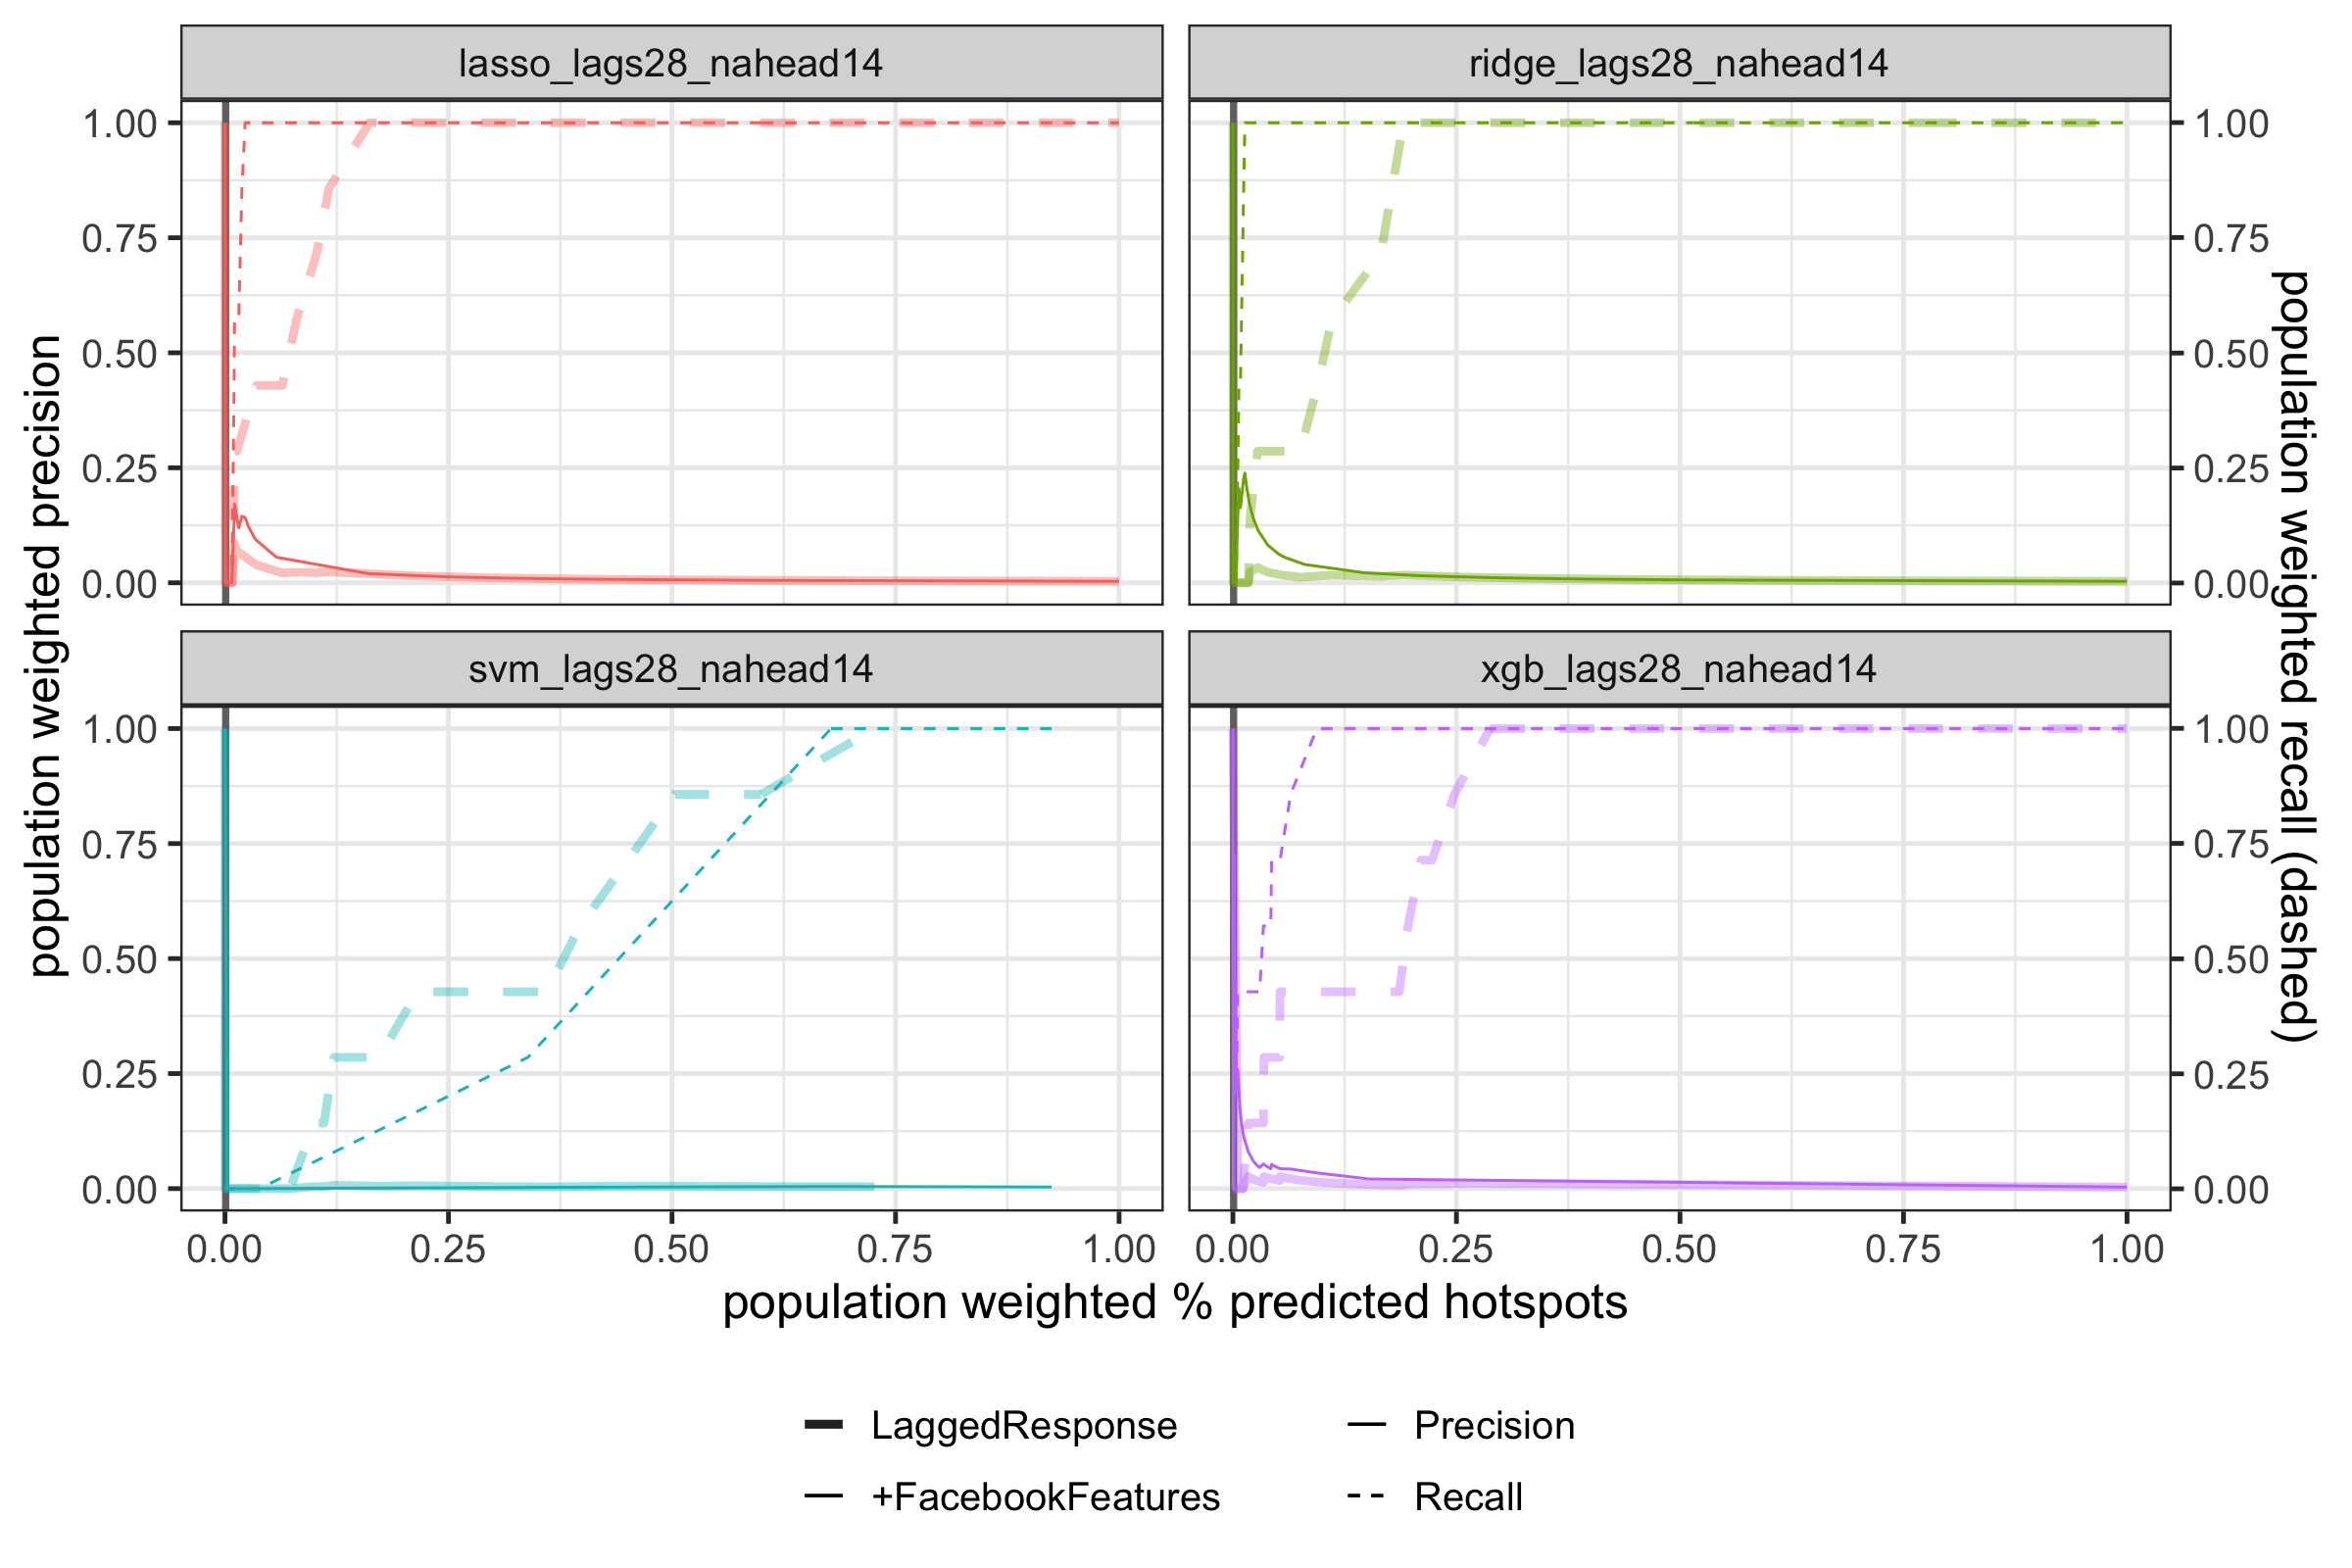 lasso_lags28_nahead14
ridge_lags28_nahead14
1.00
0.75
0.50
0.25
0.00
1.00
0.75
0.50
0.25
0.00
svm_lags28_nahead14
xgb_lags28_nahead14
1.00
0.75
0.50
0.25
0.00
1.00
0.75
0.50
0.25
0.00
0.00 0.25 0.50 0.75 1.00
0.00 0.25 0.50 0.75 1.00
population weighted precision
population weighted recall (dashed)
population weighted % predicted hotspots
LaggedResponse
Precision
+FacebookFeatures
Recall